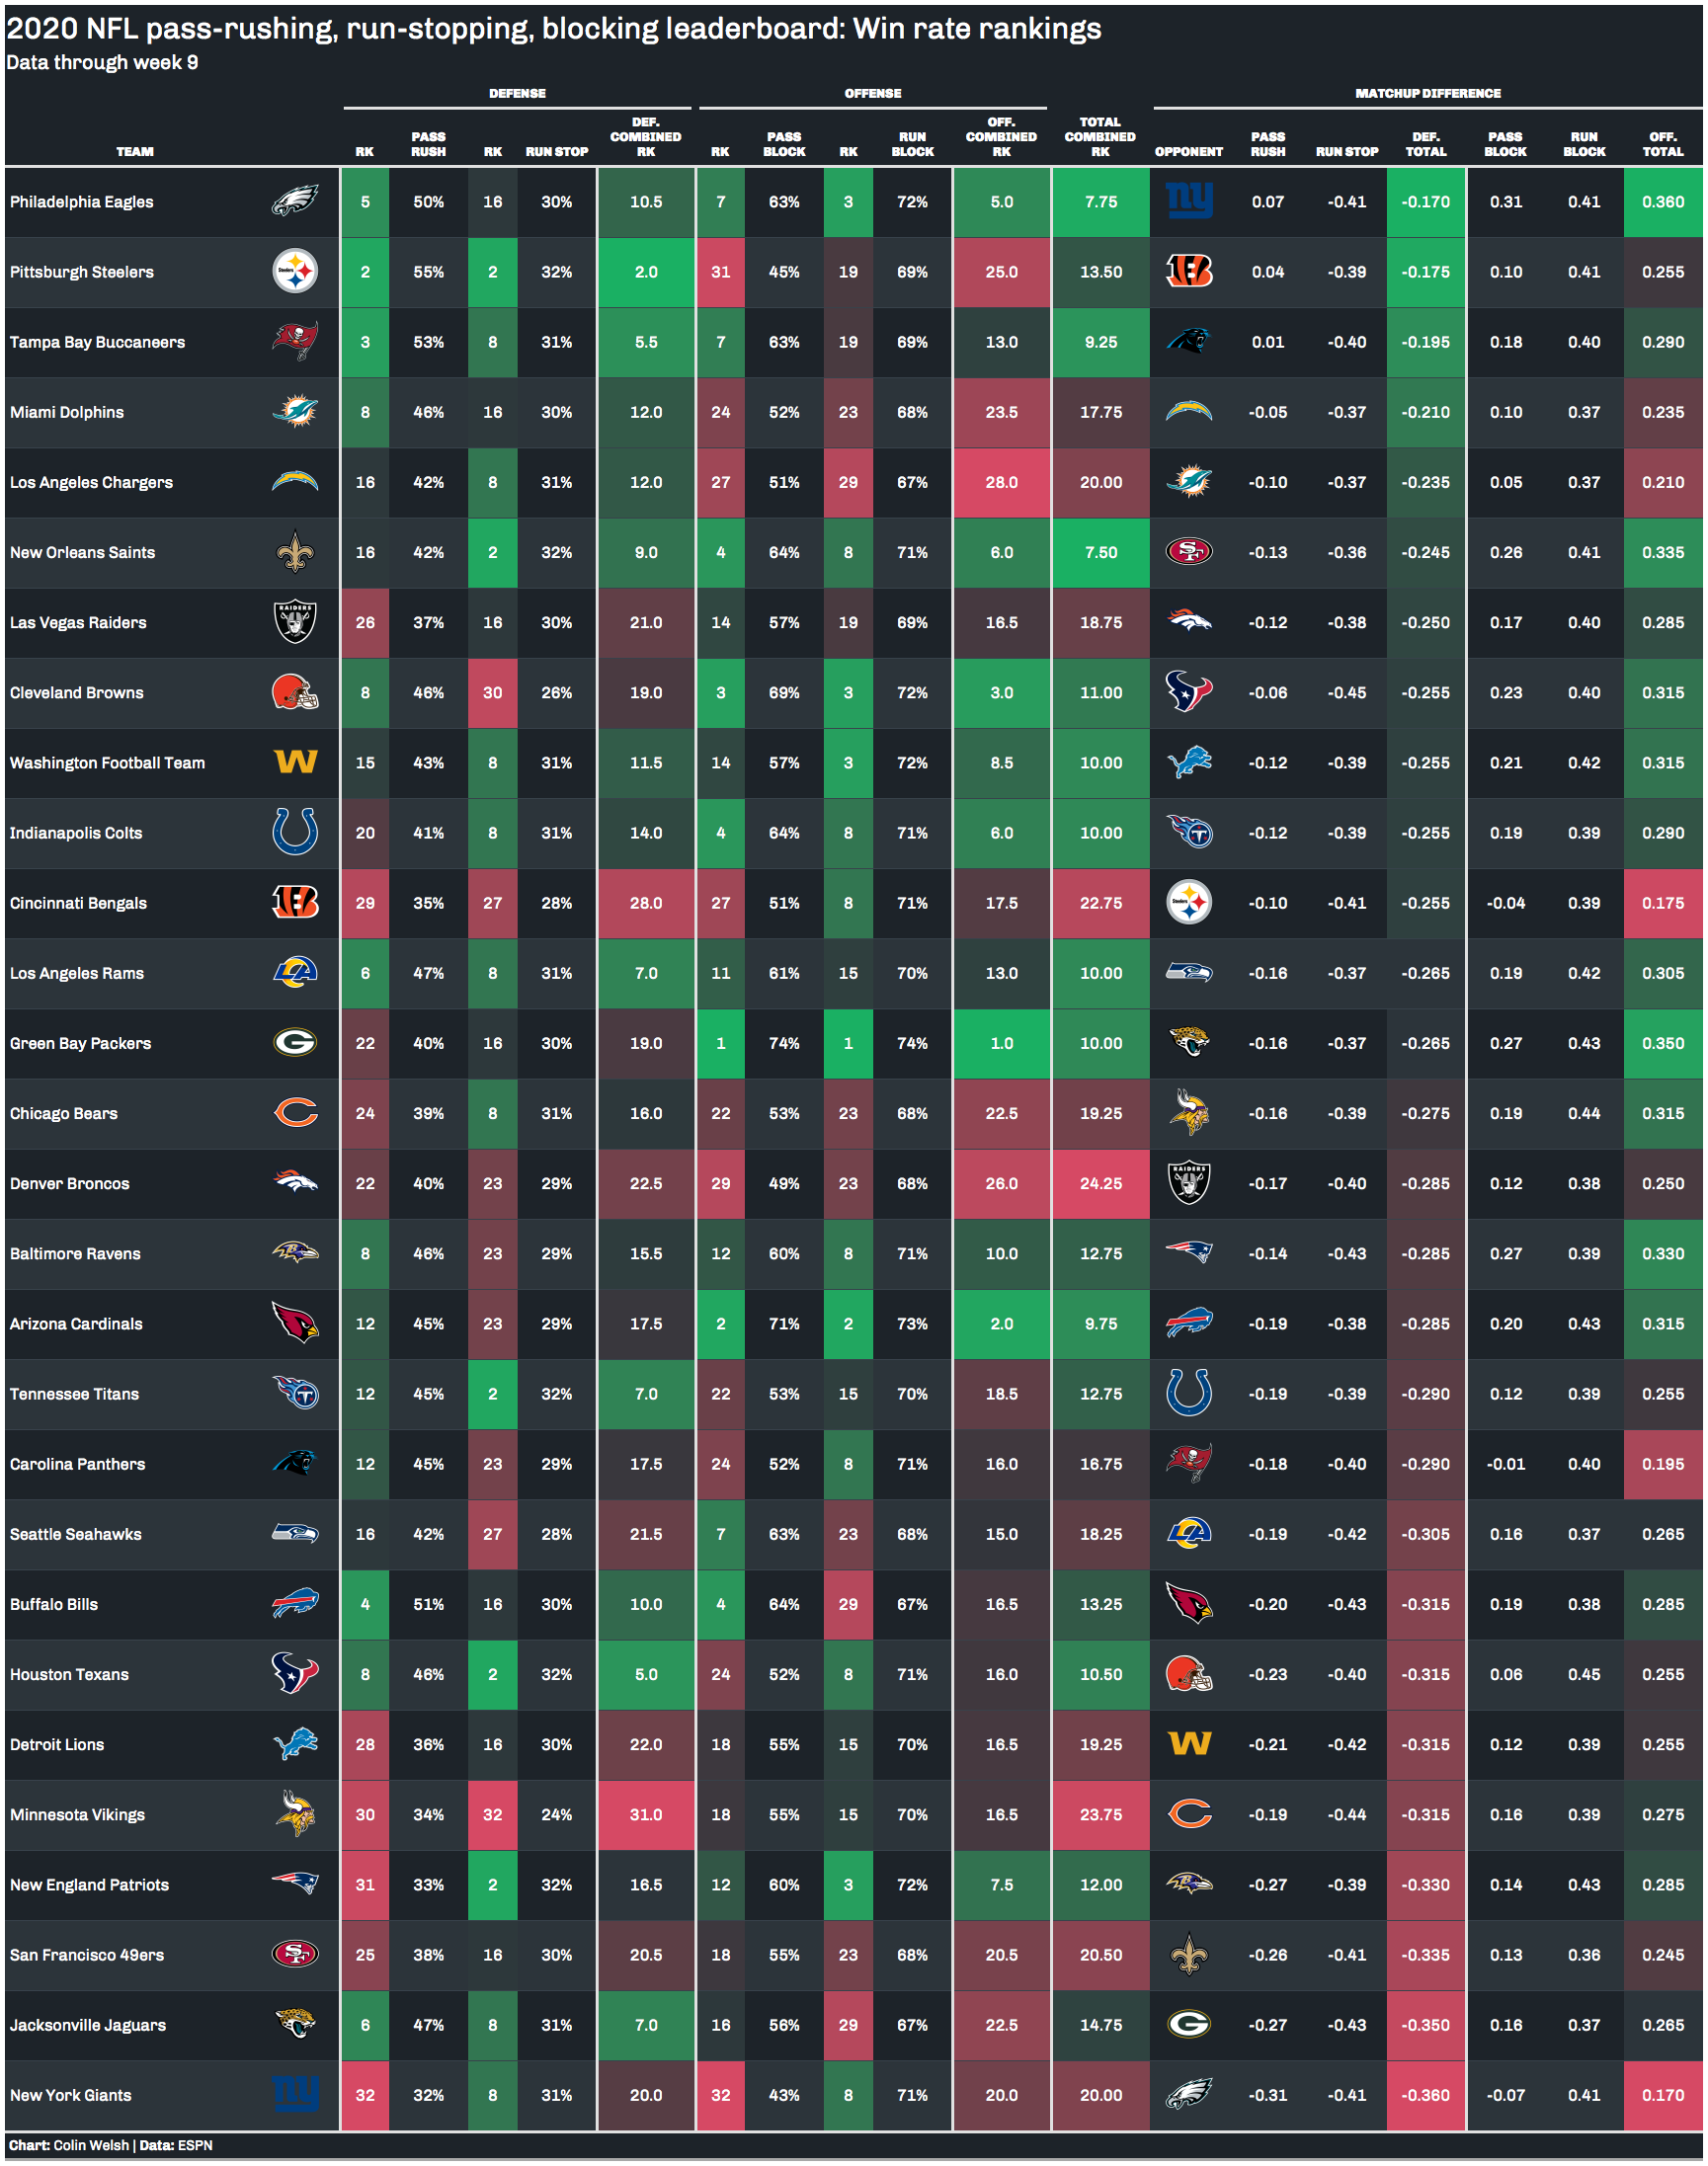 2020 NFL pass-rushing, run-stopping, blocking leaderboard: Win rate rankings
Data through week 9
DEFENSE OFFENSE MATCHUP DIFFERENCE
TEAM RK PASS RUSH RK RUN STOP DEF. COMBINED RK RK PASS BLOCK RK RUN BLOCK OFF. COMBINED RK TOTAL COMBINED RK OPPONENT PASS RUSH RUN STOP DEF. TOTAL PASS BLOCK RUN BLOCK OFF. TOTAL
Philadelphia Eagles 5 50% 16 30% 10.5 7 63% 3 72% 5.0 7.75 ny 0.07 -0.41 -0.170 0.31 0.41 0.360
Pittsburgh Steelers Steelers 2 55% 2 32% 2.0 31 45% 19 69% 25.0 13.50 B 0.04 -0.39 -0.175 0.10 0.41 0.255
Tampa Bay Buccaneers 3 53% 8 31% 5.5 7 63% 19 69% 13.0 9.25 0.01 -0.40 -0.195 0.18 0.40 0.290
Miami Dolphins 8 46% 16 30% 12.0 24 52% 23 68% 23.5 17.75 -0.05 -0.37 -0.210 0.10 0.37 0.235
Los Angeles Chargers 16 42% 8 31% 12.0 27 51% 29 67% 28.0 20.00 -0.10 -0.37 -0.235 0.05 0.37 0.210
New Orleans Saints 16 42% 2 32% 9.0 4 64% 8 71% 6.0 7.50 SF -0.13 -0.36 -0.245 0.26 0.41 0.335
Las Vegas Raiders RAIDERS 26 37% 16 30% 21.0 14 57% 19 69% 16.5 18.75 -0.12 -0.38 -0.250 0.17 0.40 0.285
Cleveland Browns 8 46% 30 26% 19.0 3 69% 3 72% 3.0 11.00 -0.06 -0.45 -0.255 0.23 0.40 0.315
Washington Football Team W 15 43% 8 31% 11.5 14 57% 3 72% 8.5 10.00 -0.12 -0.39 -0.255 0.21 0.42 0.315
Indianapolis Colts 20 41% 8 31% 14.0 4 64% 8 71% 6.0 10.00 T -0.12 -0.39 -0.255 0.19 0.39 0.290
Cincinnati Bengals B 29 35% 27 28% 28.0 27 51% 8 71% 17.5 22.75 Steelers -0.10 -0.41 -0.255 -0.04 0.39 0.175
Los Angeles Rams LA 6 47% 8 31% 7.0 11 61% 15 70% 13.0 10.00 -0.16 -0.37 -0.265 0.19 0.42 0.305
Green Bay Packers G 22 40% 16 30% 19.0 1 74% 1 74% 1.0 10.00 -0.16 -0.37 -0.265 0.27 0.43 0.350
Chicago Bears C 24 39% 8 31% 16.0 22 53% 23 68% 22.5 19.25 -0.16 -0.39 -0.275 0.19 0.44 0.315
Denver Broncos 22 40% 23 29% 22.5 29 49% 23 68% 26.0 24.25 RAIDERS -0.17 -0.40 -0.285 0.12 0.38 0.250
Baltimore Ravens 8 46% 23 29% 15.5 12 60% 8 71% 10.0 12.75 -0.14 -0.43 -0.285 0.27 0.39 0.330
Arizona Cardinals 12 45% 23 29% 17.5 2 71% 2 73% 2.0 9.75 -0.19 -0.38 -0.285 0.20 0.43 0.315
Tennessee Titans T 12 45% 2 32% 7.0 22 53% 15 70% 18.5 12.75 -0.19 -0.39 -0.290 0.12 0.39 0.255
Carolina Panthers 12 45% 23 29% 17.5 24 52% 8 71% 16.0 16.75 -0.18 -0.40 -0.290 -0.01 0.40 0.195
Seattle Seahawks 16 42% 27 28% 21.5 7 63% 23 68% 15.0 18.25 LA -0.19 -0.42 -0.305 0.16 0.37 0.265
Buffalo Bills 4 51% 16 30% 10.0 4 64% 29 67% 16.5 13.25 -0.20 -0.43 -0.315 0.19 0.38 0.285
Houston Texans 8 46% 2 32% 5.0 24 52% 8 71% 16.0 10.50 -0.23 -0.40 -0.315 0.06 0.45 0.255
Detroit Lions 28 36% 16 30% 22.0 18 55% 15 70% 16.5 19.25 W -0.21 -0.42 -0.315 0.12 0.39 0.255
Minnesota Vikings 30 34% 32 24% 31.0 18 55% 15 70% 16.5 23.75 C -0.19 -0.44 -0.315 0.16 0.39 0.275
New England Patriots 31 33% 2 32% 16.5 12 60% 3 72% 7.5 12.00 -0.27 -0.39 -0.330 0.14 0.43 0.285
San Francisco 49ers SF 25 38% 16 30% 20.5 18 55% 23 68% 20.5 20.50 -0.26 -0.41 -0.335 0.13 0.36 0.245
Jacksonville Jaguars 6 47% 8 31% 7.0 16 56% 29 67% 22.5 14.75 G -0.27 -0.43 -0.350 0.16 0.37 0.265
New York Giants ny 32 32% 8 31% 20.0 32 43% 8 71% 20.0 20.00 -0.31 -0.41 -0.360 -0.07 0.41 0.170
Chart: Colin Welsh | Data: ESPN